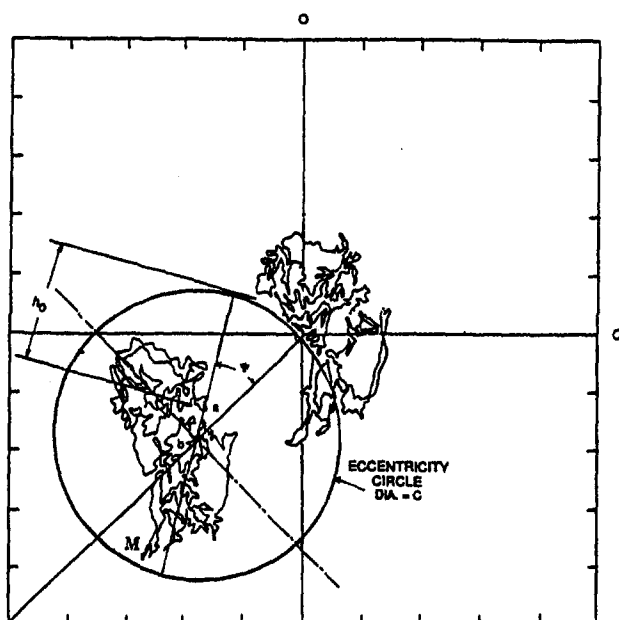 O
h₀
Ψ
a
b
O
ECCENTRICITY
CIRCLE
DIA. = C
M